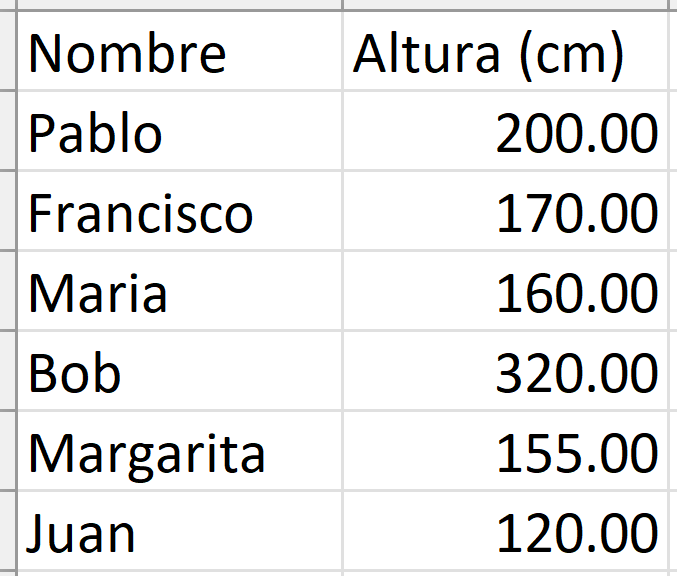 Nombre Altura (cm)
Pablo 200.00
Francisco 170.00
Maria 160.00
Bob 320.00
Margarita 155.00
Juan 120.00